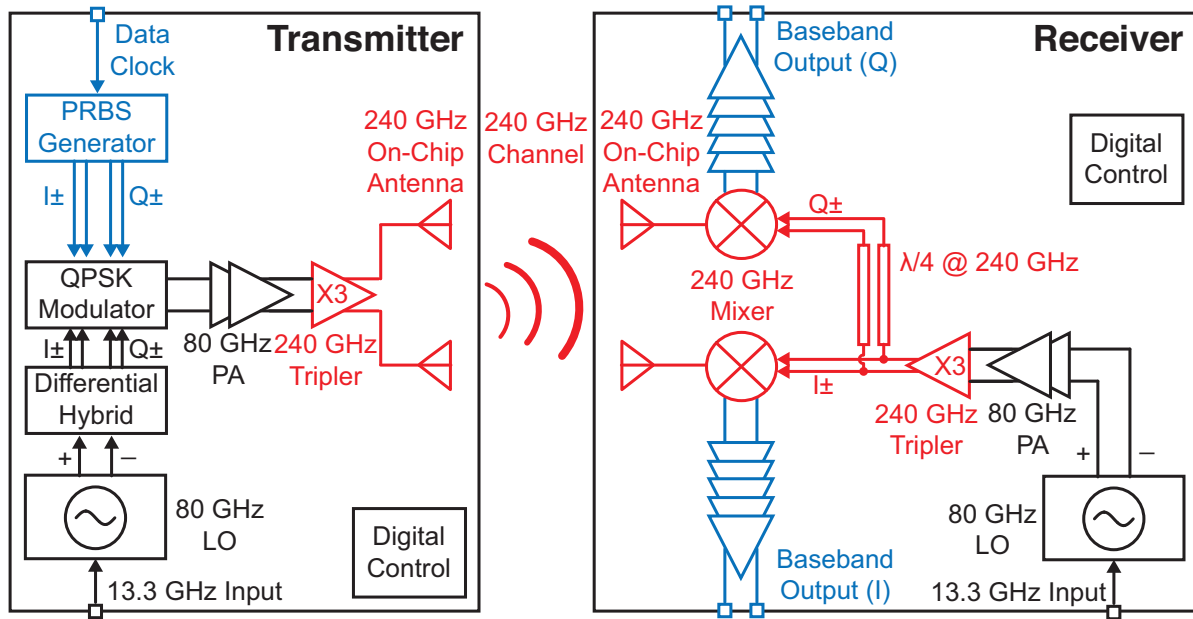 Transmitter
Data
Clock
PRBS
Generator
I±
Q±
QPSK
Modulator
I±
Q±
Differential
Hybrid
+
−
80 GHz
LO
13.3 GHz Input
80 GHz
PA
X3
240 GHz
Tripler
240 GHz
On-Chip
Antenna
Digital
Control
240 GHz
Channel
Receiver
Baseband
Output (Q)
240 GHz
On-Chip
Antenna
Digital
Control
Q±
λ/4 @ 240 GHz
240 GHz
Mixer
I±
X3
240 GHz
Tripler
80 GHz
PA
+
−
80 GHz
LO
13.3 GHz Input
Baseband
Output (I)